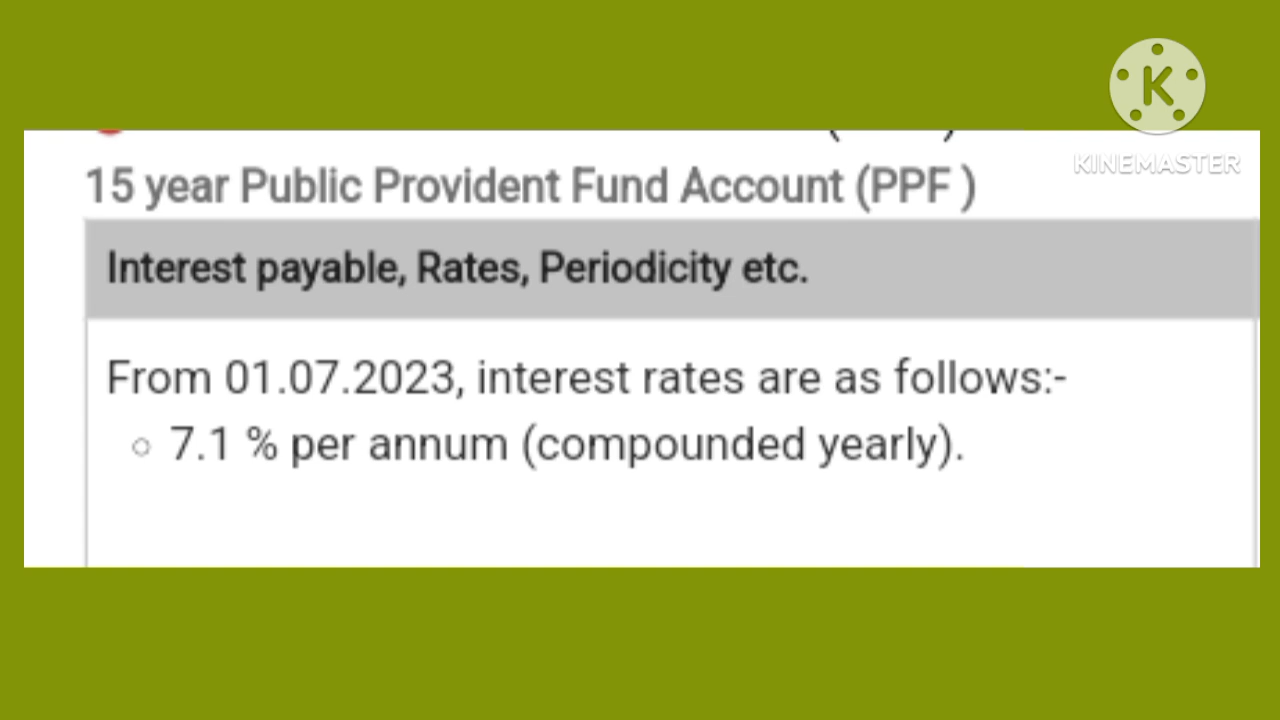 K
KINEMASTER
15 year Public Provident Fund Account (PPF )
Interest payable, Rates, Periodicity etc.
From 01.07.2023, interest rates are as follows:-
○ 7.1 % per annum (compounded yearly).